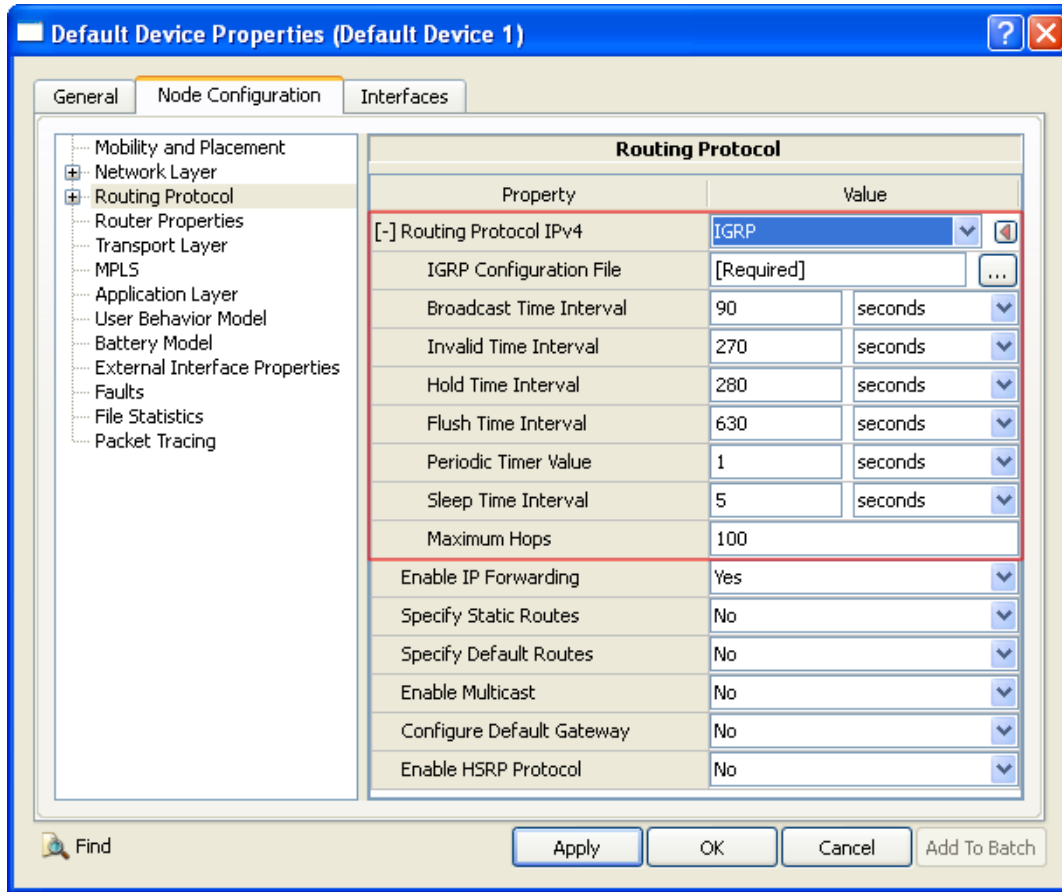 Default Device Properties (Default Device 1)
General Node Configuration Interfaces
Mobility and Placement
Network Layer
Routing Protocol
Router Properties
Transport Layer
MPLS
Application Layer
User Behavior Model
Battery Model
External Interface Properties
Faults
File Statistics
Packet Tracing
Routing Protocol
Property Value
[-] Routing Protocol IPv4 IGRP
IGRP Configuration File [Required] ...
Broadcast Time Interval 90 seconds
Invalid Time Interval 270 seconds
Hold Time Interval 280 seconds
Flush Time Interval 630 seconds
Periodic Timer Value 1 seconds
Sleep Time Interval 5 seconds
Maximum Hops 100
Enable IP Forwarding Yes
Specify Static Routes No
Specify Default Routes No
Enable Multicast No
Configure Default Gateway No
Enable HSRP Protocol No
Find Apply OK Cancel Add To Batch